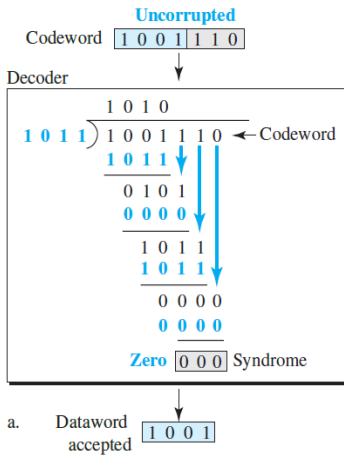 Uncorrupted
Codeword 1 0 0 1 1 1 0
Decoder
1 0 1 0
1 0 1 1 ) 1 0 0 1 1 1 0 Codeword
1 0 1 1
0 1 0 1
0 0 0 0
1 0 1 1
1 0 1 1
0 0 0 0
0 0 0 0
Zero 0 0 0 Syndrome
a. Dataword
accepted 1 0 0 1